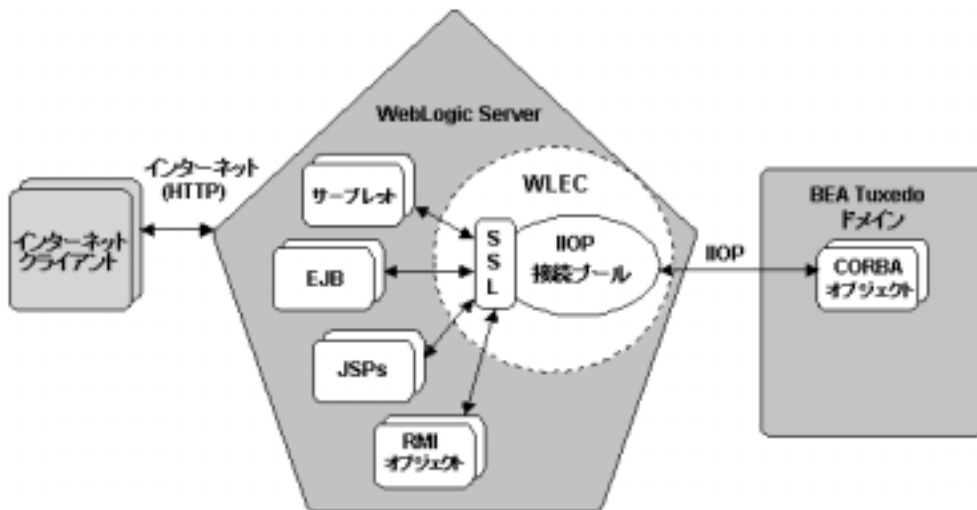 WebLogic Server
インターネット
(HTTP)
インターネット
クライアント
サーブレット
EJB
JSPs
RMI
オブジェクト
WLEC
S
S
L
IIOP
接続プール
IIOP
BEA Tuxedo
ドメイン
CORBA
オブジェクト